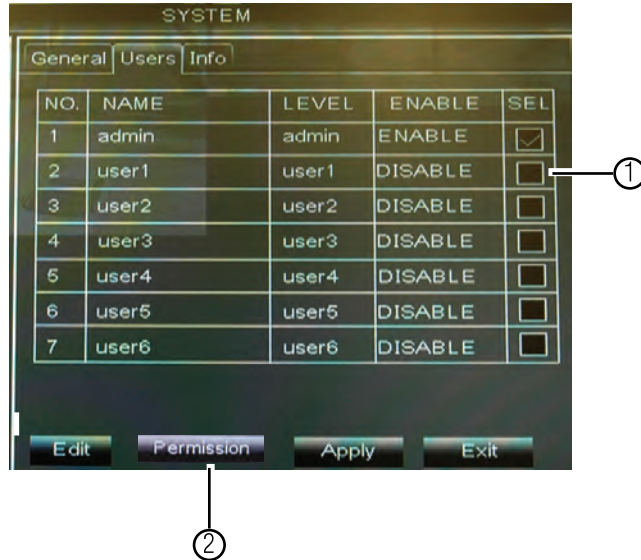 SYSTEM
General Users Info
NO. NAME LEVEL ENABLE SEL
1 admin admin ENABLE
2 user1 user1 DISABLE
3 user2 user2 DISABLE
4 user3 user3 DISABLE
5 user4 user4 DISABLE
6 user5 user5 DISABLE
7 user6 user6 DISABLE
Edit Permission Apply Exit
1
2